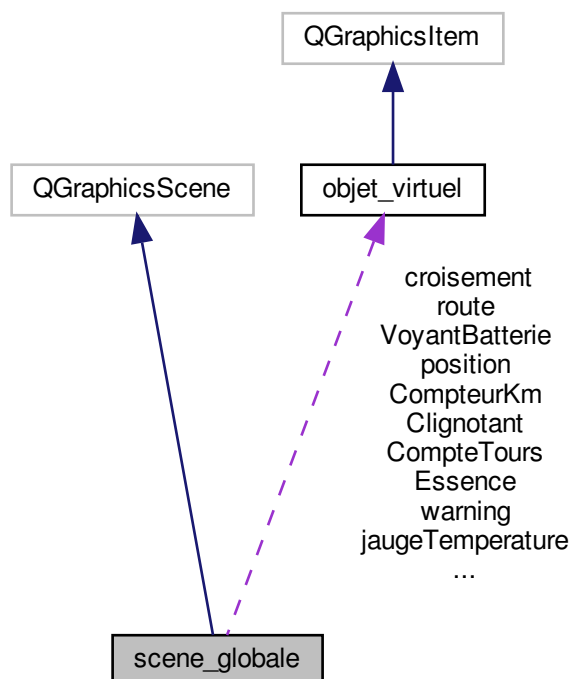 QGraphicsItem
QGraphicsScene
objet_virtuel
croisement
route
VoyantBatterie
position
CompteurKm
Clignotant
CompteTours
Essence
warning
jaugeTemperature
...
scene_globale